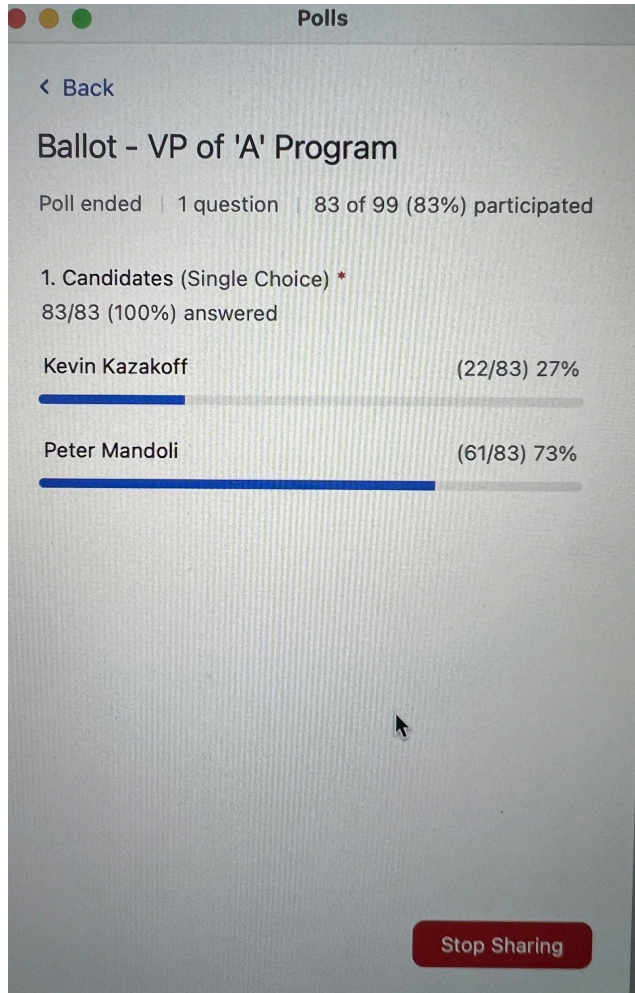 Polls
< Back
Ballot - VP of 'A' Program
Poll ended | 1 question | 83 of 99 (83%) participated
1. Candidates (Single Choice) *
83/83 (100%) answered
Kevin Kazakoff (22/83) 27%
Peter Mandoli (61/83) 73%
Stop Sharing